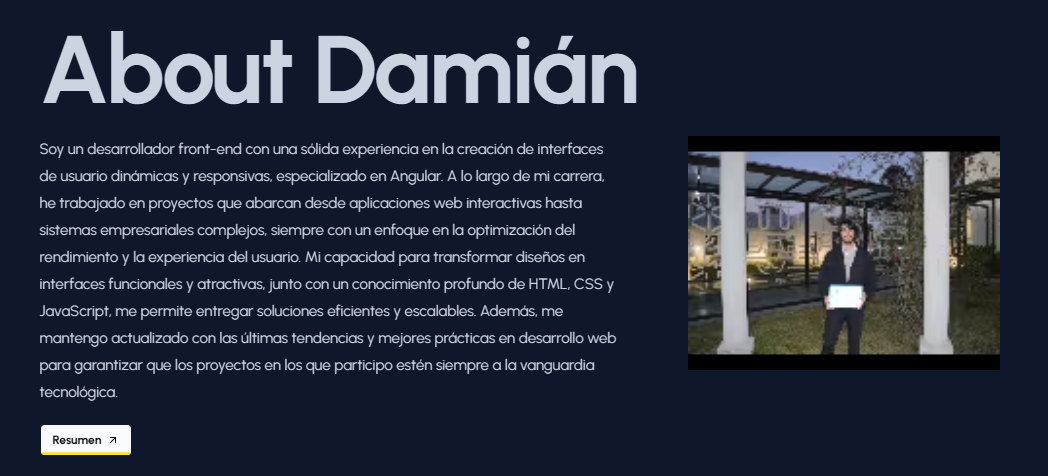 About Damián
Soy un desarrollador front-end con una sólida experiencia en la creación de interfaces
de usuario dinámicas y responsivas, especializado en Angular. A lo largo de mi carrera,
he trabajado en proyectos que abarcan desde aplicaciones web interactivas hasta
sistemas empresariales complejos, siempre con un enfoque en la optimización del
rendimiento y la experiencia del usuario. Mi capacidad para transformar diseños en
interfaces funcionales y atractivas, junto con un conocimiento profundo de HTML, CSS y
JavaScript, me permite entregar soluciones eficientes y escalables. Además, me
mantengo actualizado con las últimas tendencias y mejores prácticas en desarrollo web
para garantizar que los proyectos en los que participo estén siempre a la vanguardia
tecnológica.
Resumen